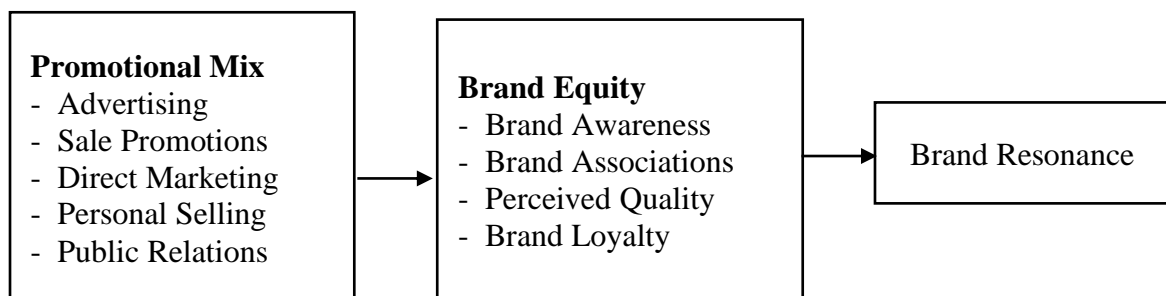 Promotional Mix
- Advertising
- Sale Promotions
- Direct Marketing
- Personal Selling
- Public Relations
Brand Equity
- Brand Awareness
- Brand Associations
- Perceived Quality
- Brand Loyalty
Brand Resonance